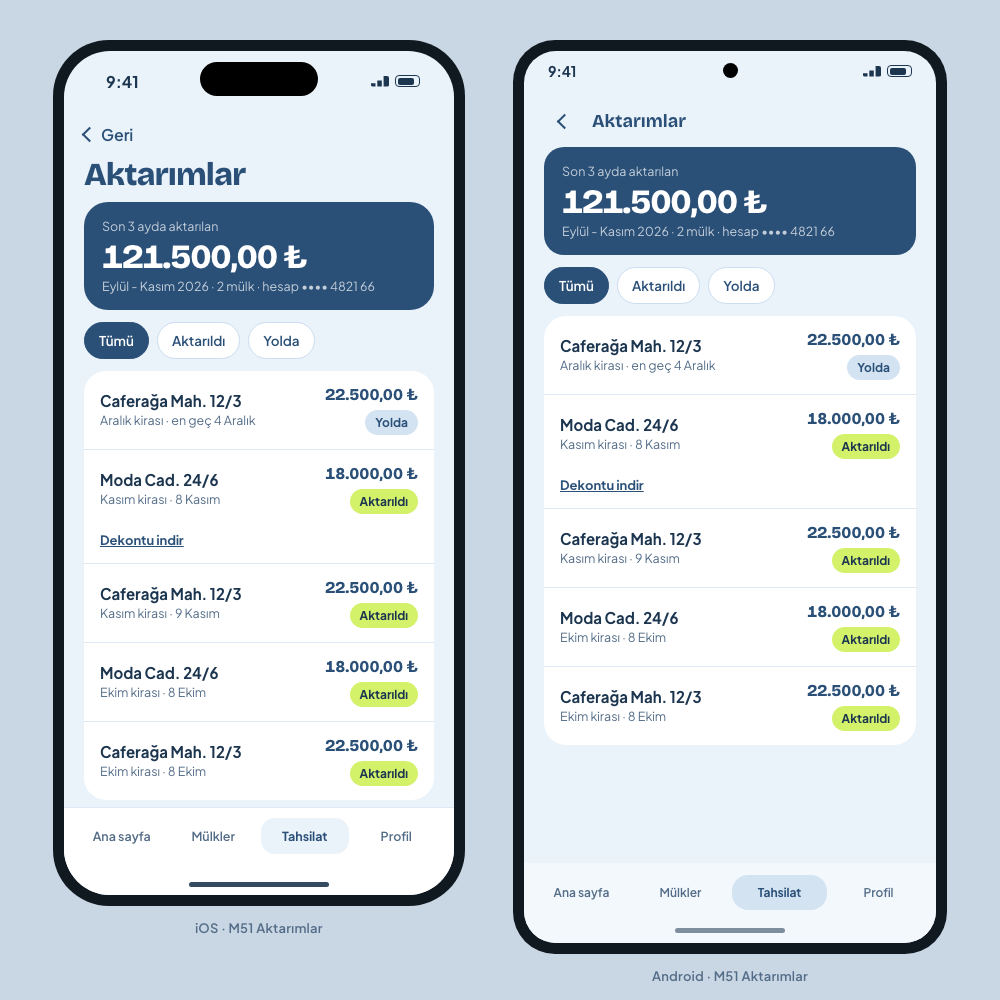 9:41
Geri
Aktarımlar
Son 3 ayda aktarılan
121.500,00 ₺
Eylül - Kasım 2026 · 2 mülk · hesap •••• 4821 66
Tümü
Aktarıldı
Yolda
Caferağa Mah. 12/3
22.500,00 ₺
Aralık kirası · en geç 4 Aralık
Yolda
Moda Cad. 24/6
18.000,00 ₺
Kasım kirası · 8 Kasım
Aktarıldı
Dekontu indir
Caferağa Mah. 12/3
22.500,00 ₺
Kasım kirası · 9 Kasım
Aktarıldı
Moda Cad. 24/6
18.000,00 ₺
Ekim kirası · 8 Ekim
Aktarıldı
Caferağa Mah. 12/3
22.500,00 ₺
Ekim kirası · 8 Ekim
Aktarıldı
Ana sayfa
Mülkler
Tahsilat
Profil
iOS · M51 Aktarımlar
9:41
Aktarımlar
Son 3 ayda aktarılan
121.500,00 ₺
Eylül - Kasım 2026 · 2 mülk · hesap •••• 4821 66
Tümü
Aktarıldı
Yolda
Caferağa Mah. 12/3
22.500,00 ₺
Aralık kirası · en geç 4 Aralık
Yolda
Moda Cad. 24/6
18.000,00 ₺
Kasım kirası · 8 Kasım
Aktarıldı
Dekontu indir
Caferağa Mah. 12/3
22.500,00 ₺
Kasım kirası · 9 Kasım
Aktarıldı
Moda Cad. 24/6
18.000,00 ₺
Ekim kirası · 8 Ekim
Aktarıldı
Caferağa Mah. 12/3
22.500,00 ₺
Ekim kirası · 8 Ekim
Aktarıldı
Ana sayfa
Mülkler
Tahsilat
Profil
Android · M51 Aktarımlar